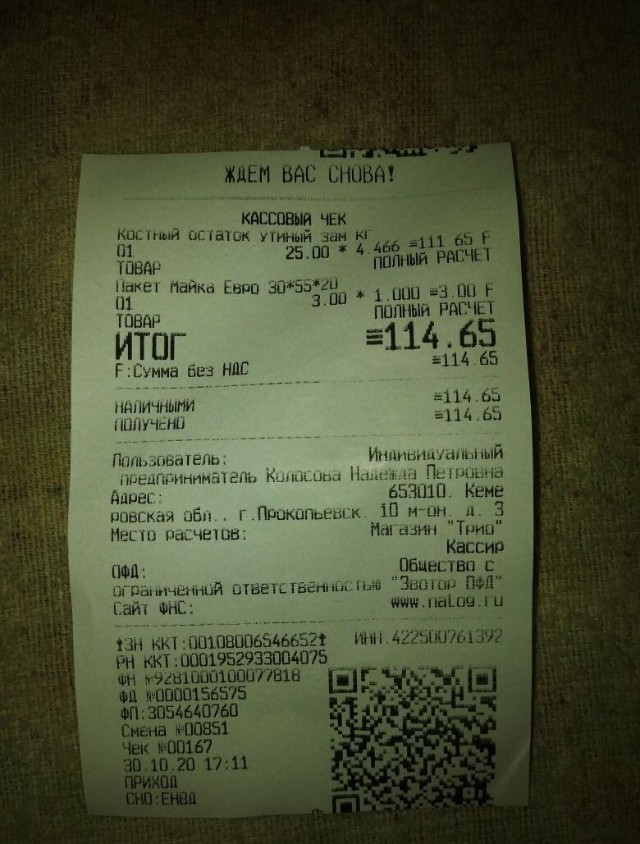 ЖДЕМ ВАС СНОВА!
КАССОВЫЙ ЧЕК
Костный остаток утиный зам кг
01 25.00 * 4.466 =111 65 F
ТОВАР ПОЛНЫЙ РАСЧЕТ
Пакет Майка Евро 30*55*20
01 3.00 * 1.000 =3.00 F
ТОВАР ПОЛНЫЙ РАСЧЕТ
ИТОГ =114.65
F:Сумма без НДС =114.65
НАЛИЧНЫМИ =114.65
ПОЛУЧЕНО =114.65
Пользователь: Индивидуальный
предприниматель Колосова Надежда Петровна
Адрес: 653010. Кеме
ровская обл.. г.Прокопьевск. 10 м-он. д. 3
Место расчетов: Магазин "Трио"
Кассир
ОФД: Общество с
ограниченной ответственностью "Эвотор ОФД"
Сайт ФНС: www.nalog.ru
ЗН ККТ:00108006546652 ИНН.422500761392
РН ККТ:0001952933004075
ФН №9281000100077818
ФД №0000156575
ФП:3054640760
Смена №00851
Чек №00167
30.10.20 17:11
ПРИХОД
СНО:ЕНВД